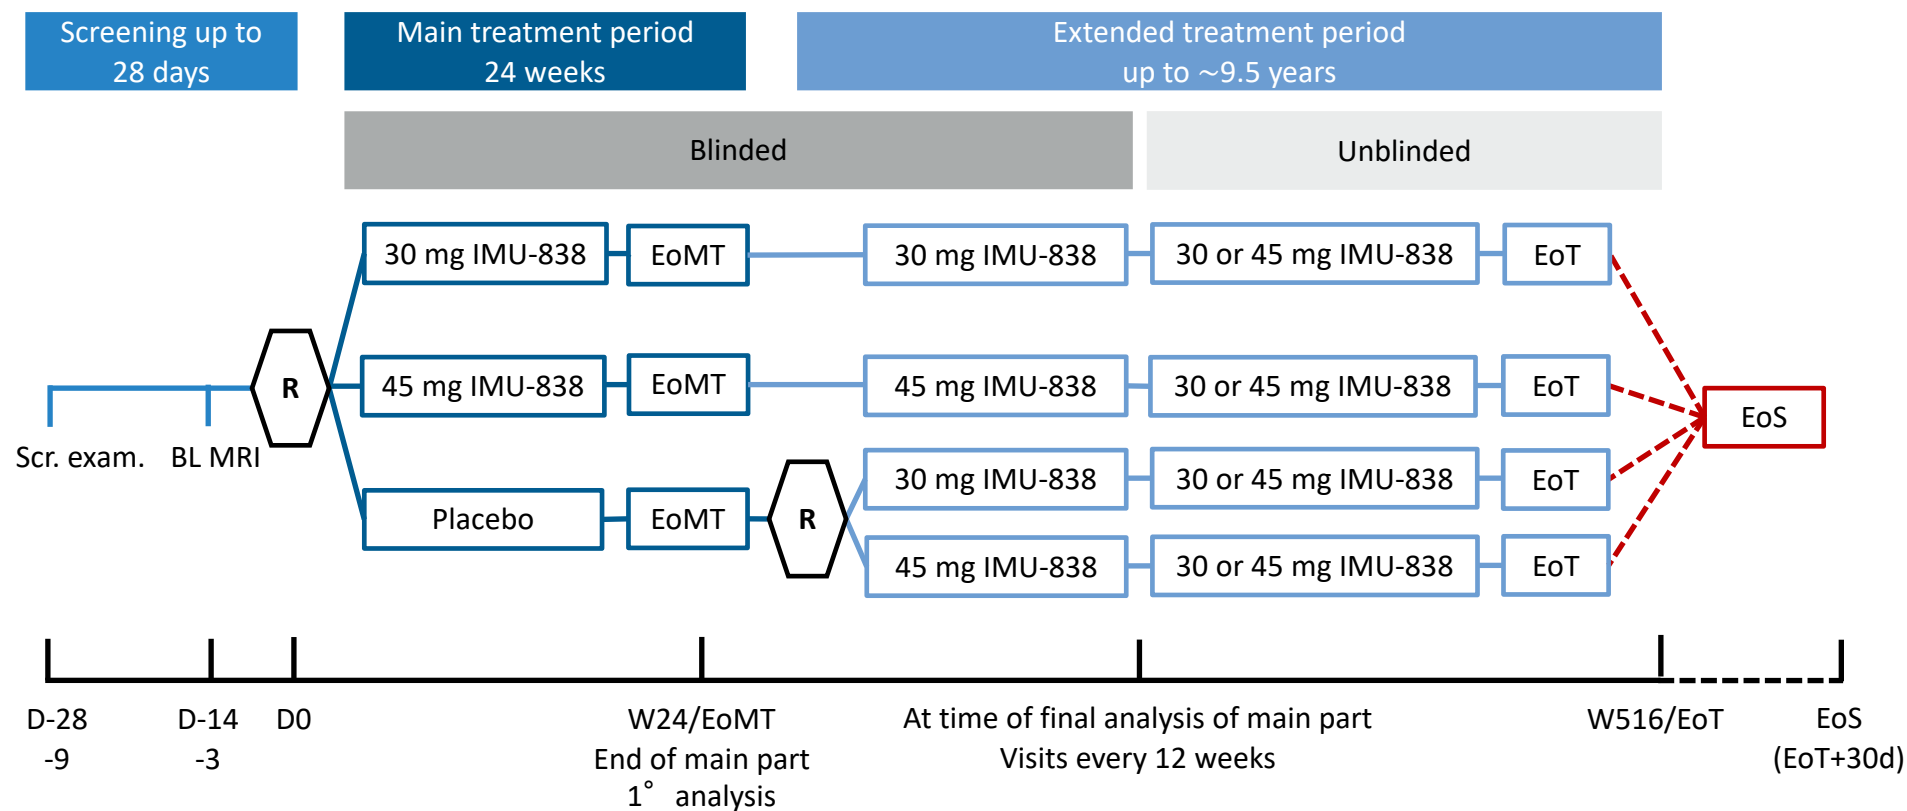 Screening up to
28 days
Main treatment period
24 weeks
Extended treatment period
up to ~9.5 years
Blinded
Unblinded
30 mg IMU-838
EoMT
30 mg IMU-838
30 or 45 mg IMU-838
EoT
R
45 mg IMU-838
EoMT
45 mg IMU-838
30 or 45 mg IMU-838
EoT
EoS
Scr. exam.
BL MRI
Placebo
EoMT
R
30 mg IMU-838
30 or 45 mg IMU-838
EoT
45 mg IMU-838
30 or 45 mg IMU-838
EoT
D-28
-9
D-14
-3
D0
W24/EoMT
End of main part
1° analysis
At time of final analysis of main part
Visits every 12 weeks
W516/EoT
EoS
(EoT+30d)